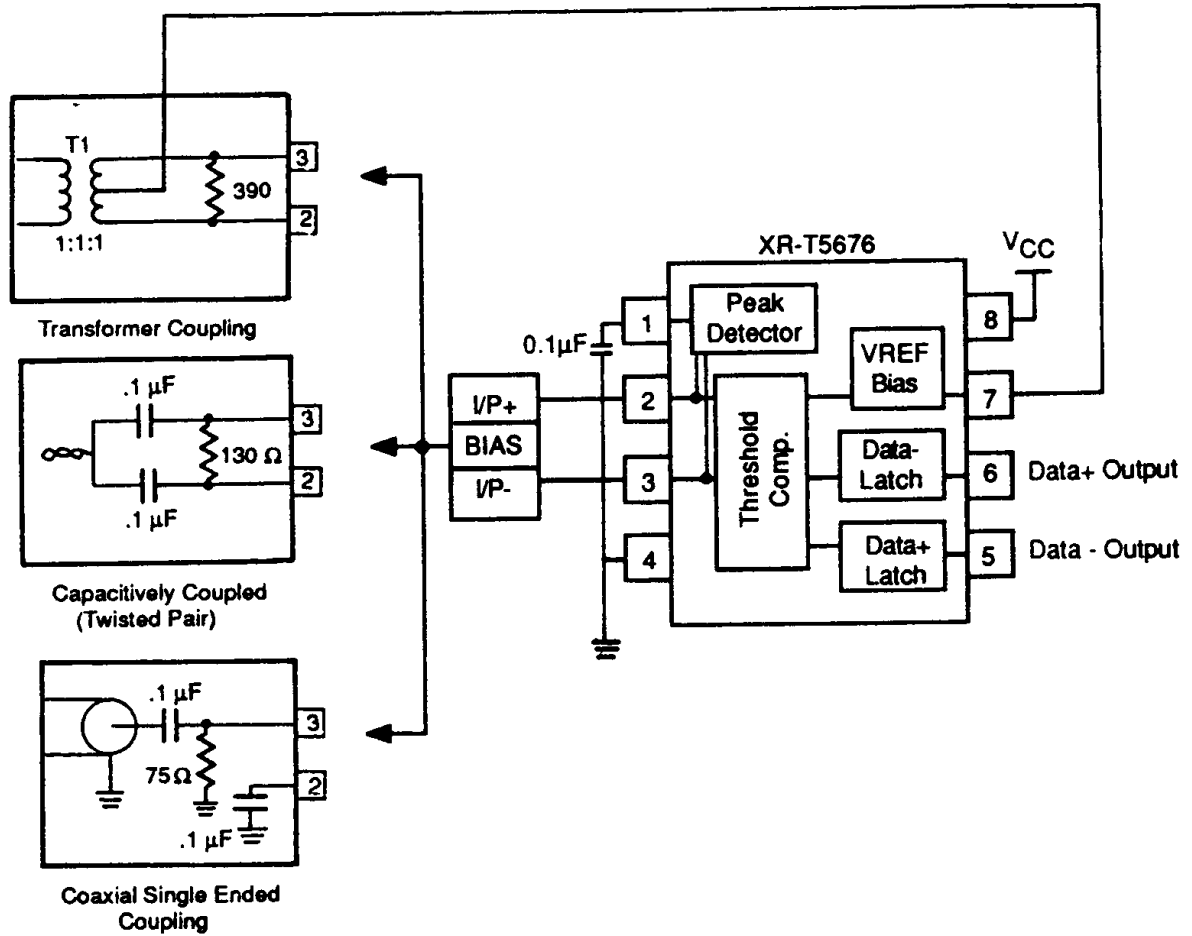 T1
3
390
2
1:1:1
Transformer Coupling
.1 µF
3
130 Ω
2
.1 µF
Capacitively Coupled
(Twisted Pair)
.1 µF
3
75Ω
2
.1 µF
Coaxial Single Ended
Coupling
I/P+
BIAS
I/P-
XR-T5676
VCC
0.1µF
1
Peak
Detector
8
VREF
Bias
2
7
Threshold
Comp.
Data-
Latch
3
6
Data+ Output
4
Data+
Latch
5
Data - Output